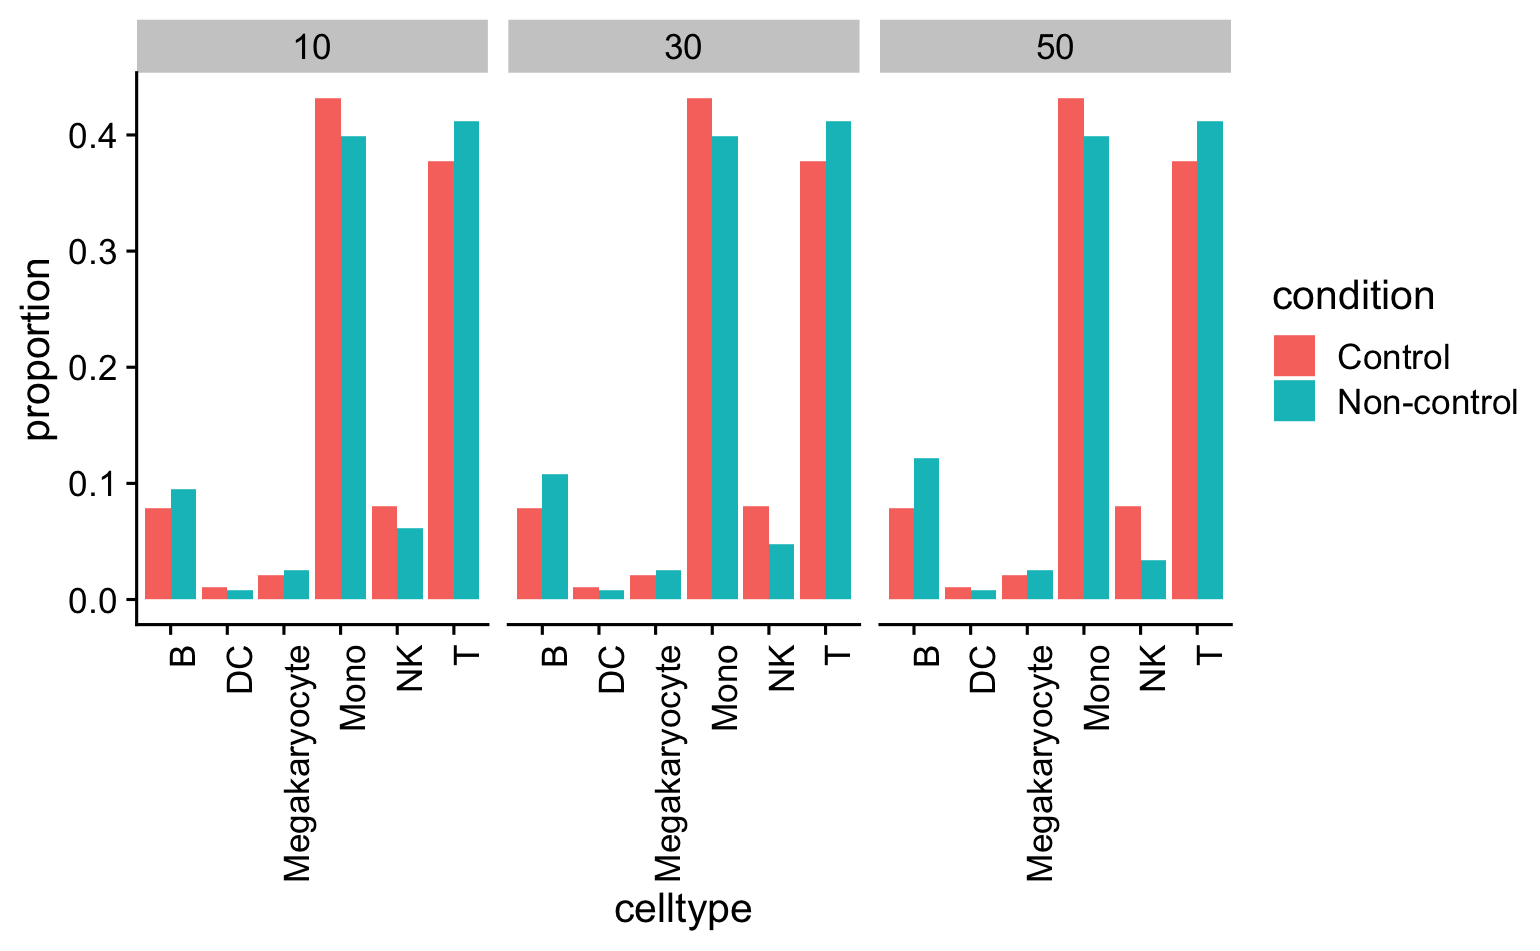 10 30 50
proportion
0.4
0.3
0.2
0.1
0.0
B DC Megakaryocyte Mono NK T B DC Megakaryocyte Mono NK T B DC Megakaryocyte Mono NK T
celltype
condition
Control
Non-control